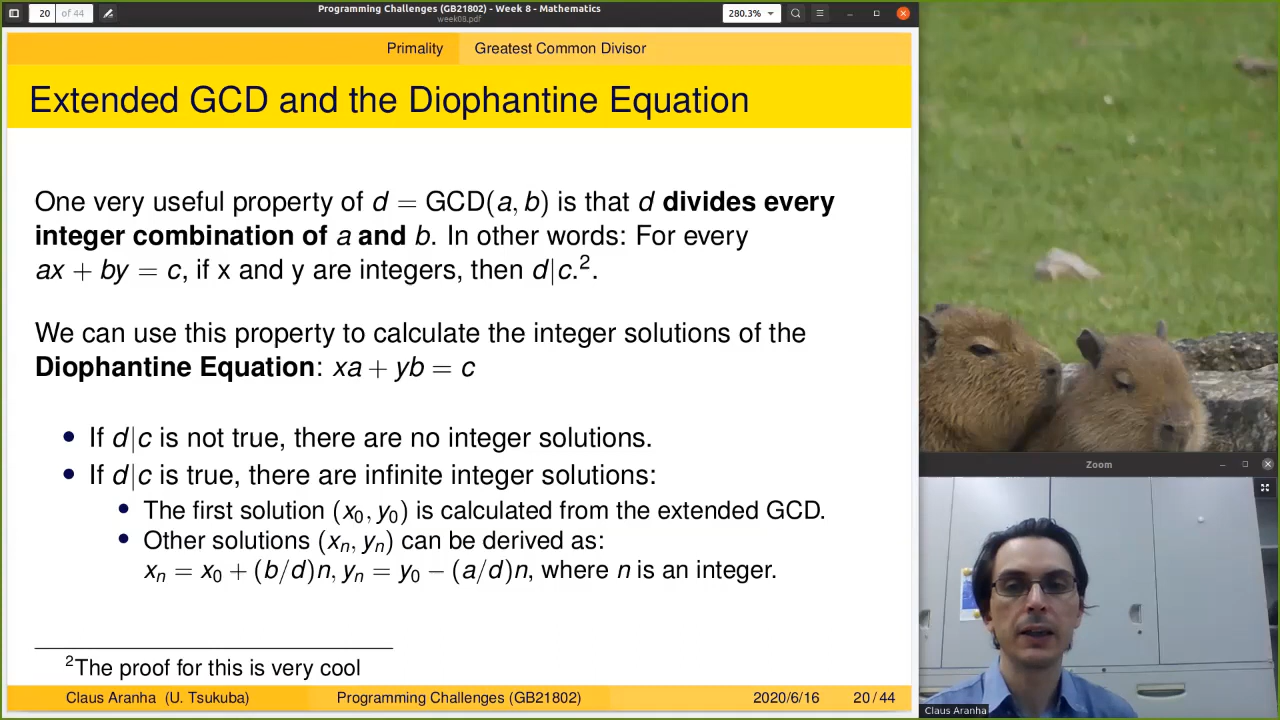 20 of 44
Programming Challenges (GB21802) - Week 8 - Mathematics
week08.pdf
280.3%
Primality
Greatest Common Divisor
Extended GCD and the Diophantine Equation
One very useful property of d = GCD(a, b) is that d divides every
integer combination of a and b. In other words: For every
ax + by = c, if x and y are integers, then d|c.².
We can use this property to calculate the integer solutions of the
Diophantine Equation: xa + yb = c
• If d|c is not true, there are no integer solutions.
• If d|c is true, there are infinite integer solutions:
• The first solution (x₀, y₀) is calculated from the extended GCD.
• Other solutions (xₙ, yₙ) can be derived as:
xₙ = x₀ + (b/d)n, yₙ = y₀ − (a/d)n, where n is an integer.
²The proof for this is very cool
Claus Aranha (U. Tsukuba)
Programming Challenges (GB21802)
2020/6/16
20 / 44
Zoom
Claus Aranha